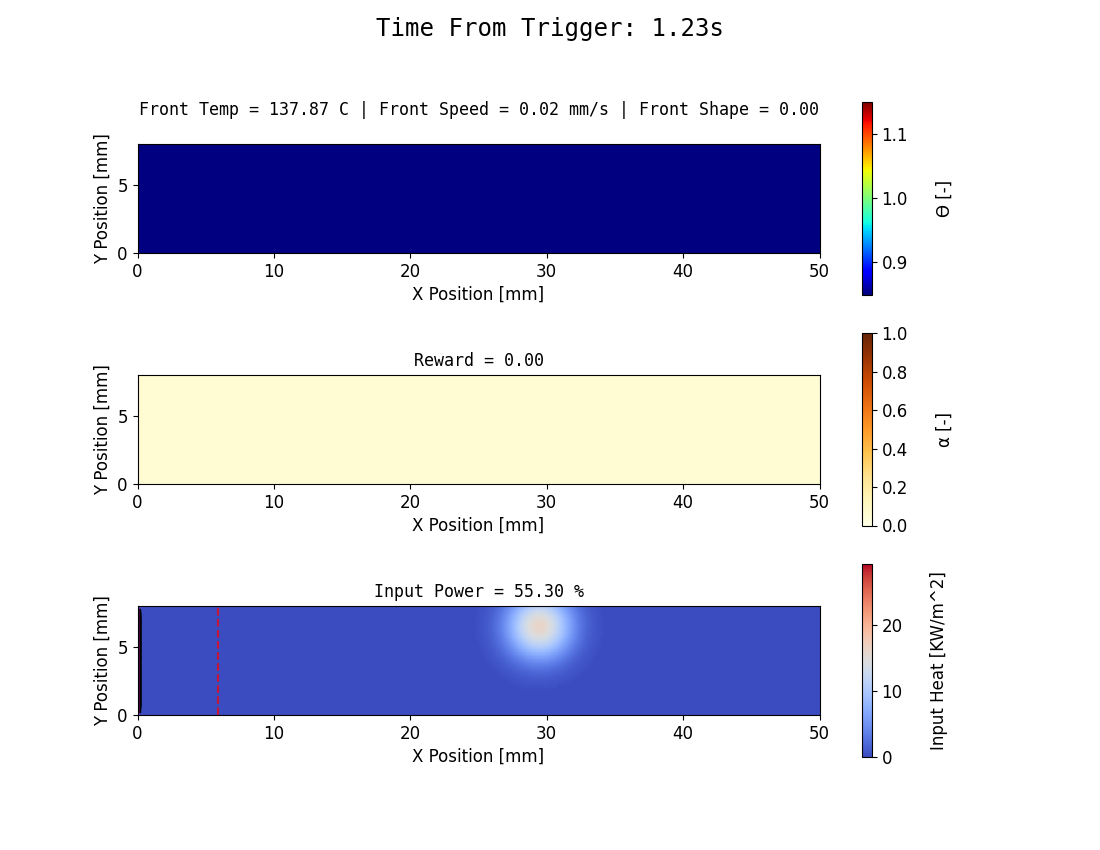 Time From Trigger: 1.23s
Front Temp = 137.87 C | Front Speed = 0.02 mm/s | Front Shape = 0.00
Y Position [mm]
5
0
0 10 20 30 40 50
X Position [mm]
1.1
1.0
0.9
Θ [-]
Reward = 0.00
Y Position [mm]
5
0
0 10 20 30 40 50
X Position [mm]
1.0
0.8
0.6
0.4
0.2
0.0
α [-]
Input Power = 55.30 %
Y Position [mm]
5
0
0 10 20 30 40 50
X Position [mm]
20
10
0
Input Heat [KW/m^2]